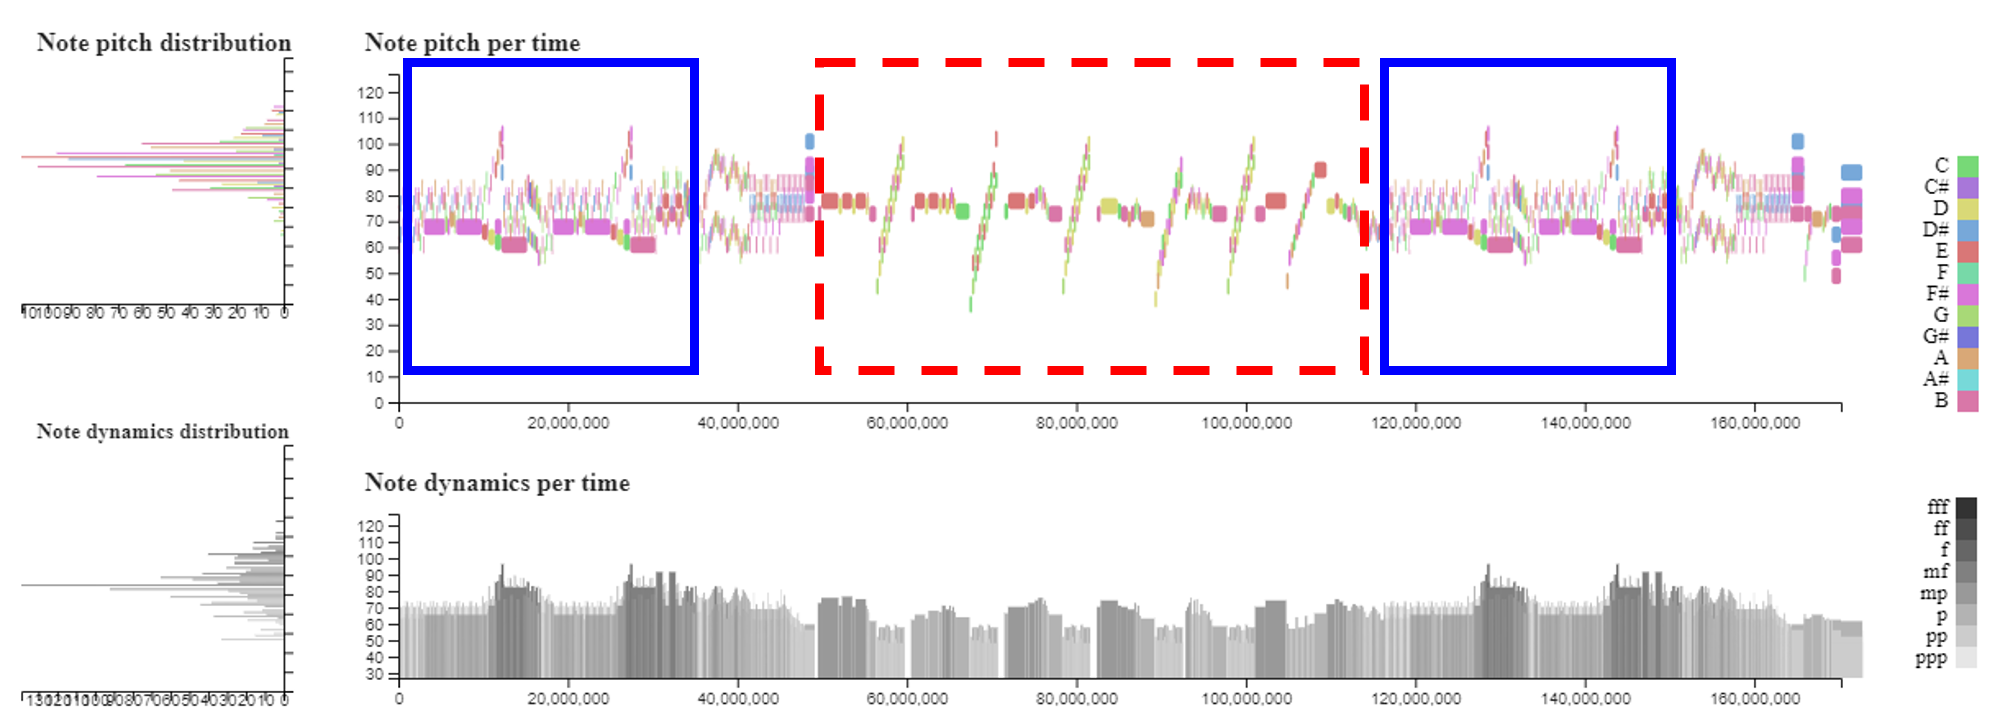 Note pitch distribution
100 90 80 70 60 50 40 30 20 10 0
Note pitch per time
120
110
100
90
80
70
60
50
40
30
20
10
0
0 20,000,000 40,000,000 60,000,000 80,000,000 100,000,000 120,000,000 140,000,000 160,000,000
C
C#
D
D#
E
F
F#
G
G#
A
A#
B
Note dynamics distribution
130 120 110 100 90 80 70 60 50 40 30 20 10 0
Note dynamics per time
120
110
100
90
80
70
60
50
40
30
0 20,000,000 40,000,000 60,000,000 80,000,000 100,000,000 120,000,000 140,000,000 160,000,000
fff
ff
f
mf
mp
p
pp
ppp